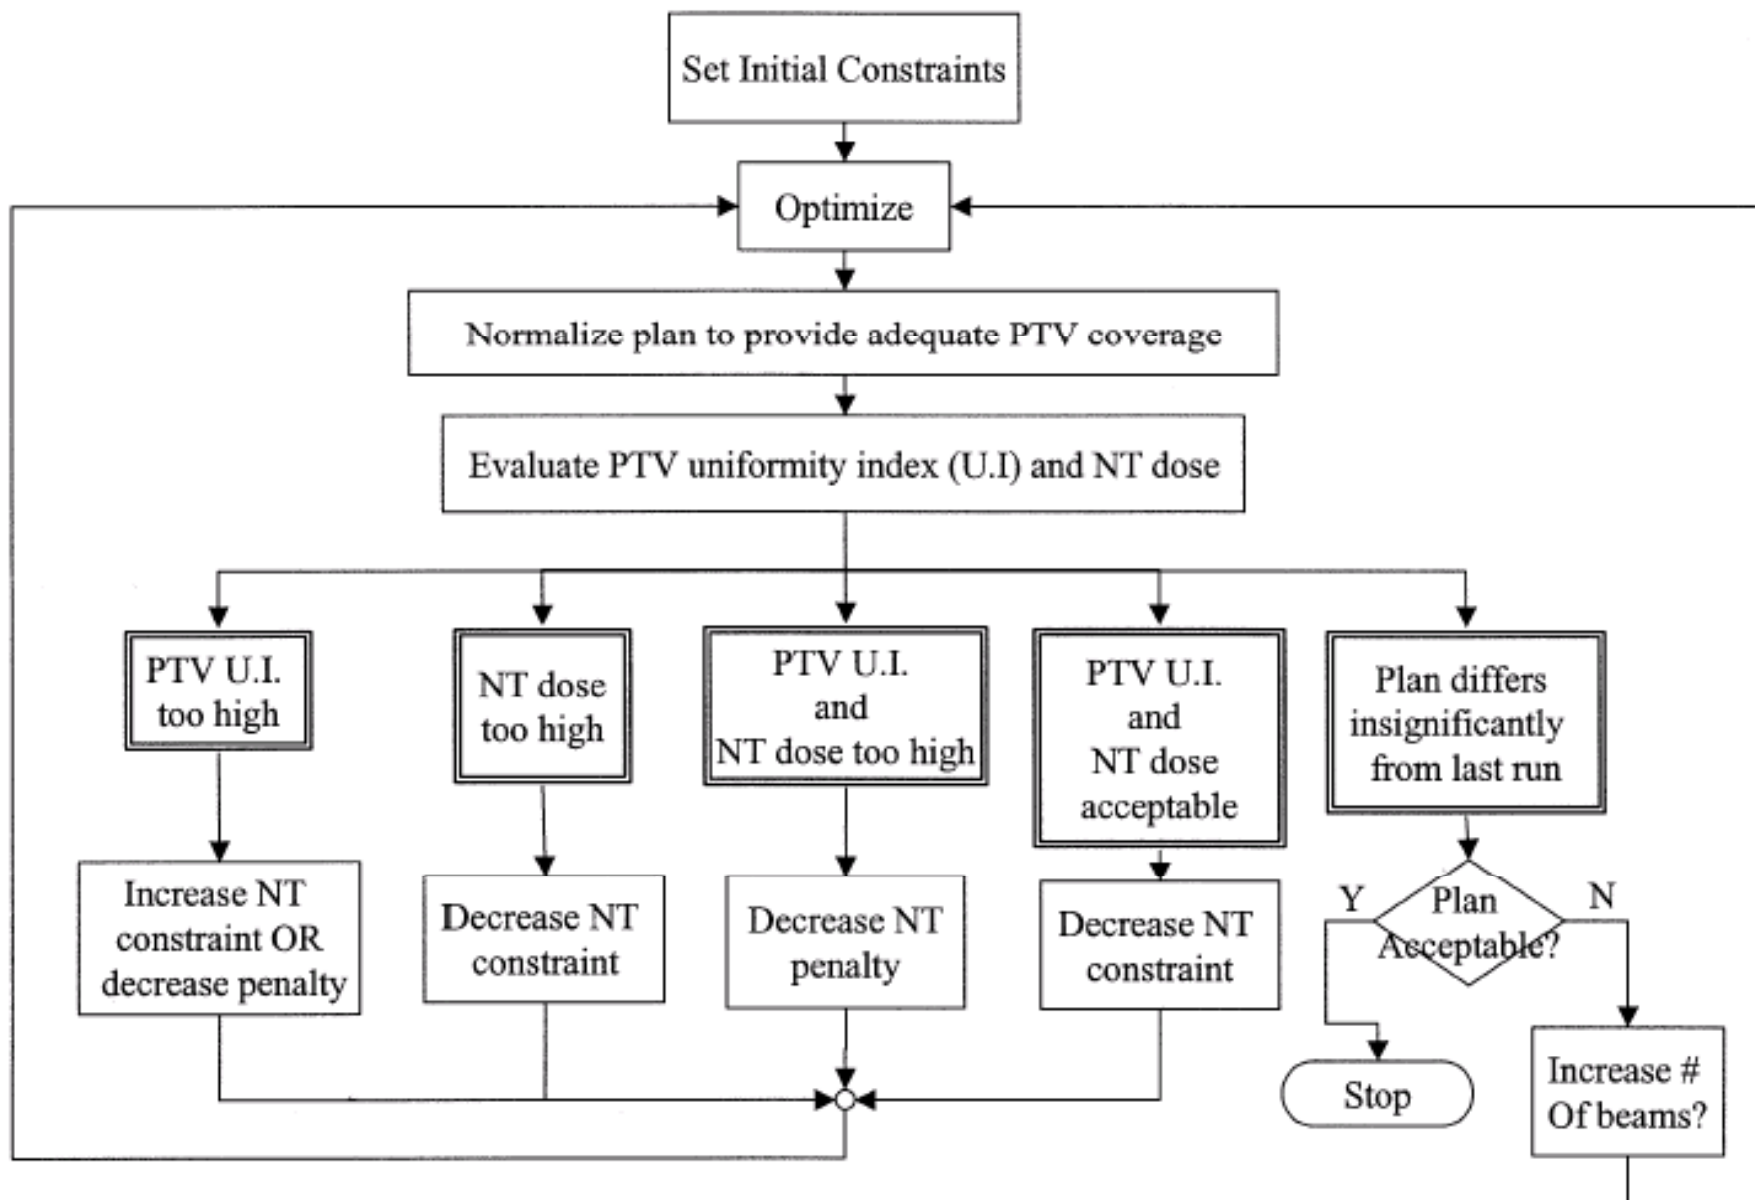 Set Initial Constraints
Optimize
Normalize plan to provide adequate PTV coverage
Evaluate PTV uniformity index (U.I) and NT dose
PTV U.I.
too high
NT dose
too high
PTV U.I.
and
NT dose too high
PTV U.I.
and
NT dose
acceptable
Plan differs
insignificantly
from last run
Increase NT
constraint OR
decrease penalty
Decrease NT
constraint
Decrease NT
penalty
Decrease NT
constraint
Y
Plan
Acceptable?
N
Stop
Increase #
Of beams?